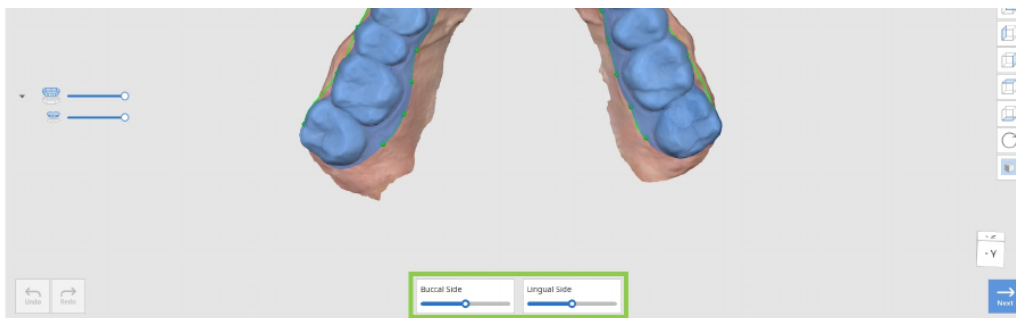 - Z
- Y
Buccal Side
Lingual Side
Undo
Redo
Next